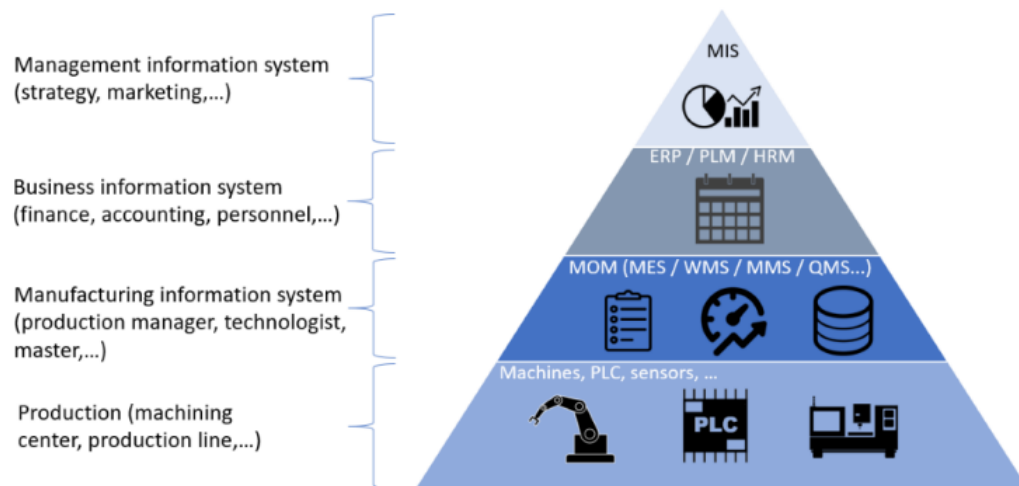 Management information system
(strategy, marketing,...)
MIS
ERP / PLM / HRM
Business information system
(finance, accounting, personnel,...)
MOM (MES / WMS / MMS / QMS...)
Manufacturing information system
(production manager, technologist,
master,...)
Machines, PLC, sensors, ...
Production (machining
center, production line,...)
PLC